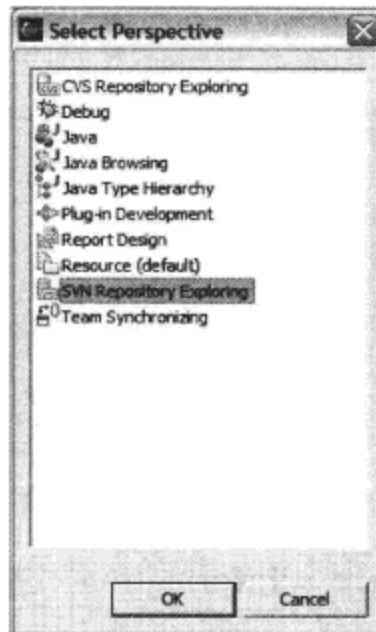 Select Perspective
CVS Repository Exploring
Debug
Java
Java Browsing
Java Type Hierarchy
Plug-in Development
Report Design
Resource (default)
SVN Repository Exploring
Team Synchronizing
OK
Cancel